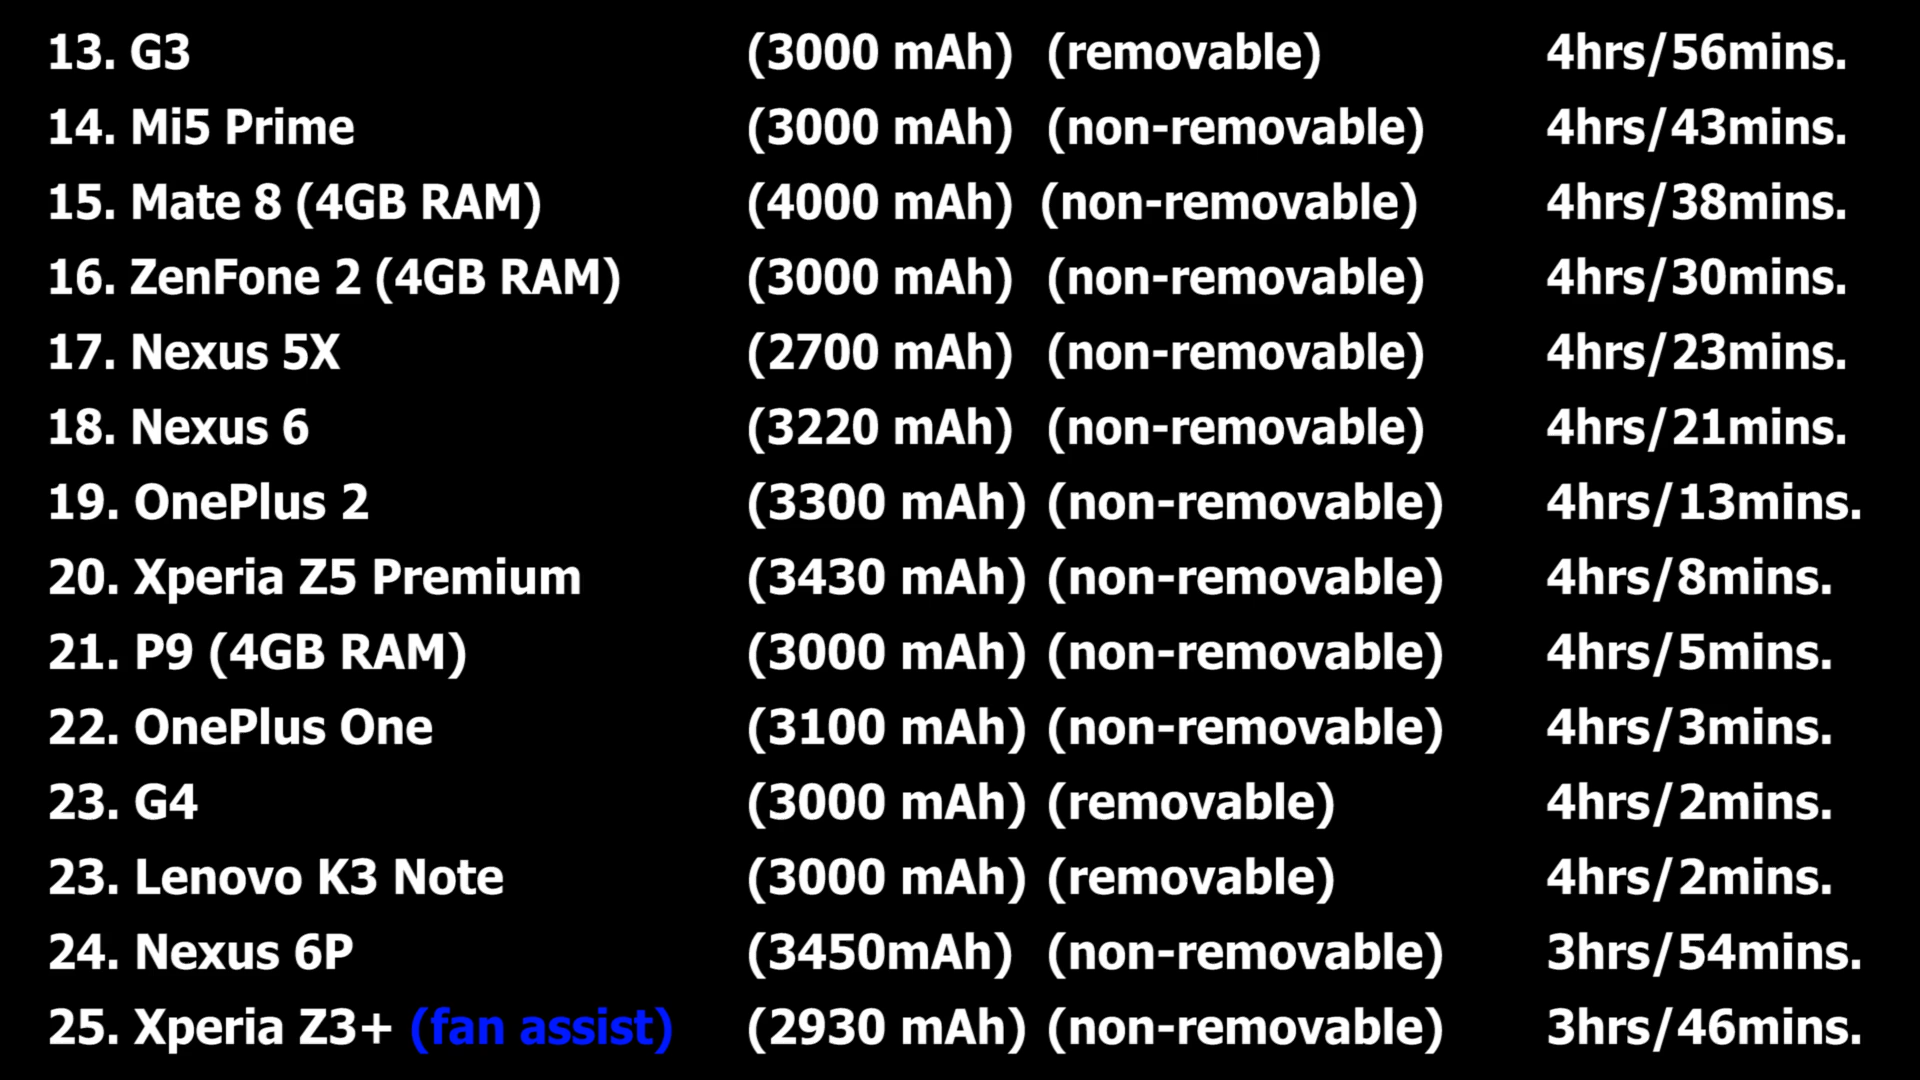 13. G3 (3000 mAh) (removable) 4hrs/56mins.
14. Mi5 Prime (3000 mAh) (non-removable) 4hrs/43mins.
15. Mate 8 (4GB RAM) (4000 mAh) (non-removable) 4hrs/38mins.
16. ZenFone 2 (4GB RAM) (3000 mAh) (non-removable) 4hrs/30mins.
17. Nexus 5X (2700 mAh) (non-removable) 4hrs/23mins.
18. Nexus 6 (3220 mAh) (non-removable) 4hrs/21mins.
19. OnePlus 2 (3300 mAh) (non-removable) 4hrs/13mins.
20. Xperia Z5 Premium (3430 mAh) (non-removable) 4hrs/8mins.
21. P9 (4GB RAM) (3000 mAh) (non-removable) 4hrs/5mins.
22. OnePlus One (3100 mAh) (non-removable) 4hrs/3mins.
23. G4 (3000 mAh) (removable) 4hrs/2mins.
23. Lenovo K3 Note (3000 mAh) (removable) 4hrs/2mins.
24. Nexus 6P (3450mAh) (non-removable) 3hrs/54mins.
25. Xperia Z3+ (fan assist) (2930 mAh) (non-removable) 3hrs/46mins.